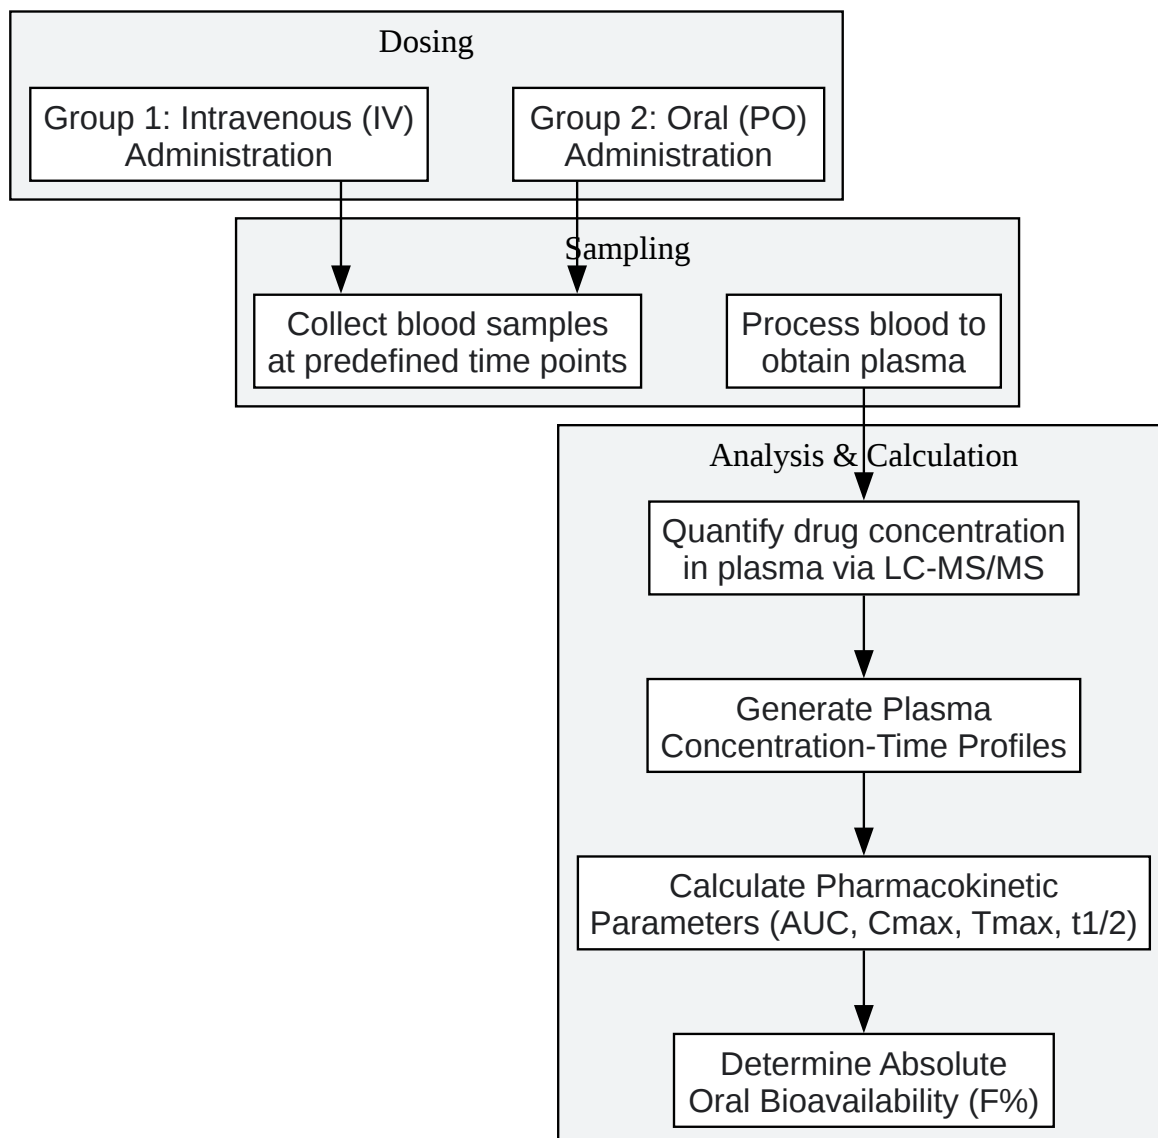 Dosing
Group 1: Intravenous (IV)
Administration
Group 2: Oral (PO)
Administration
Sampling
Collect blood samples
at predefined time points
Process blood to
obtain plasma
Analysis & Calculation
Quantify drug concentration
in plasma via LC-MS/MS
Generate Plasma
Concentration-Time Profiles
Calculate Pharmacokinetic
Parameters (AUC, Cmax, Tmax, t1/2)
Determine Absolute
Oral Bioavailability (F%)